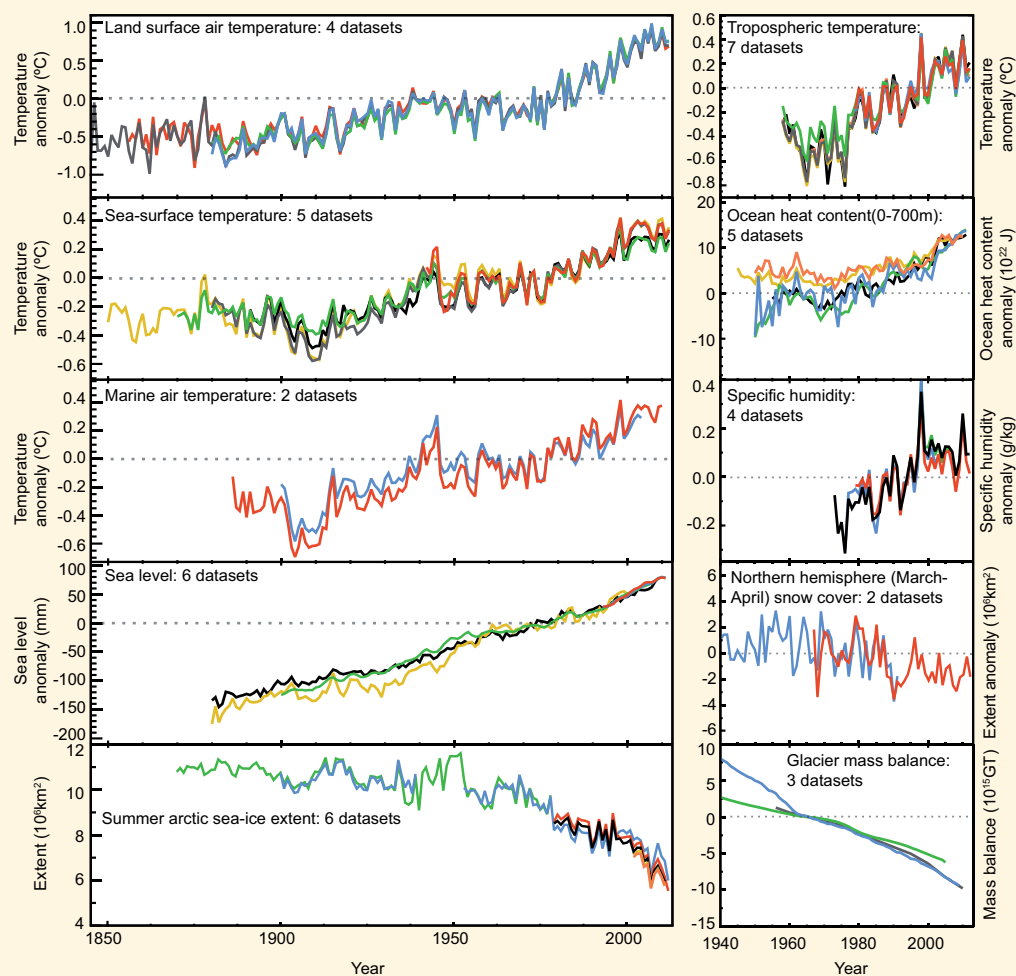 Land surface air temperature: 4 datasets
Temperature
anomaly (ºC)
1.0
0.5
0.0
-0.5
-1.0
Sea-surface temperature: 5 datasets
Temperature
anomaly (ºC)
0.4
0.2
0.0
-0.2
-0.4
-0.6
Marine air temperature: 2 datasets
Temperature
anomaly (ºC)
0.4
0.2
0.0
-0.2
-0.4
-0.6
Sea level: 6 datasets
Sea level
anomaly (mm)
100
50
0
-50
-100
-150
-200
Summer arctic sea-ice extent: 6 datasets
Extent (10⁶km²)
12
10
8
6
4
1850
1900
1950
2000
Year
Tropospheric temperature:
7 datasets
Temperature
anomaly (ºC)
0.6
0.4
0.2
0.0
-0.2
-0.4
-0.6
-0.8
Ocean heat content(0-700m):
5 datasets
Ocean heat content
anomaly (10²² J)
20
10
0
-10
Specific humidity:
4 datasets
Specific humidity
anomaly (g/kg)
0.4
0.2
0.0
-0.2
Northern hemisphere (March-
April) snow cover: 2 datasets
Extent anomaly (10⁶km²)
6
4
2
0
-2
-4
-6
Glacier mass balance:
3 datasets
Mass balance (10¹⁵GT)
10
5
0
-5
-10
-15
1940
1960
1980
2000
Year